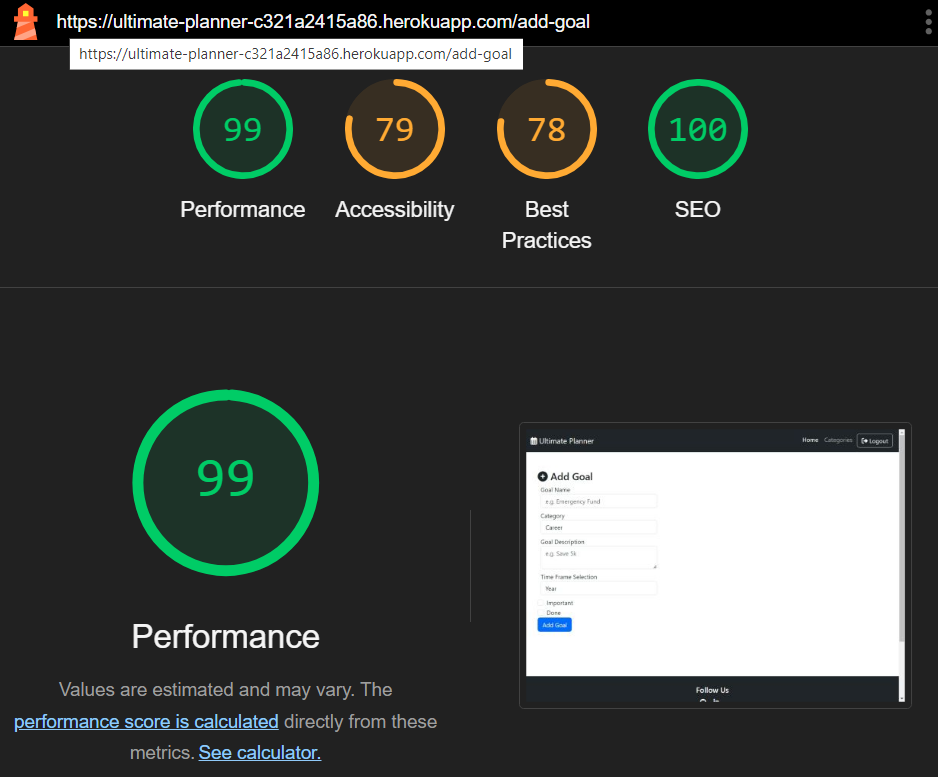 https://ultimate-planner-c321a2415a86.herokuapp.com/add-goal
https://ultimate-planner-c321a2415a86.herokuapp.com/add-goal
99
79
78
100
Performance
Accessibility
Best
Practices
SEO
99
Performance
Values are estimated and may vary. The
performance score is calculated directly from these
metrics. See calculator.
Ultimate Planner
Home Categories Logout
Add Goal
Goal Name
e.g. Emergency Fund
Category
Career
Goal Description
e.g. Save 5k
Time Frame Selection
Year
Important
Done
Add Goal
Follow Us